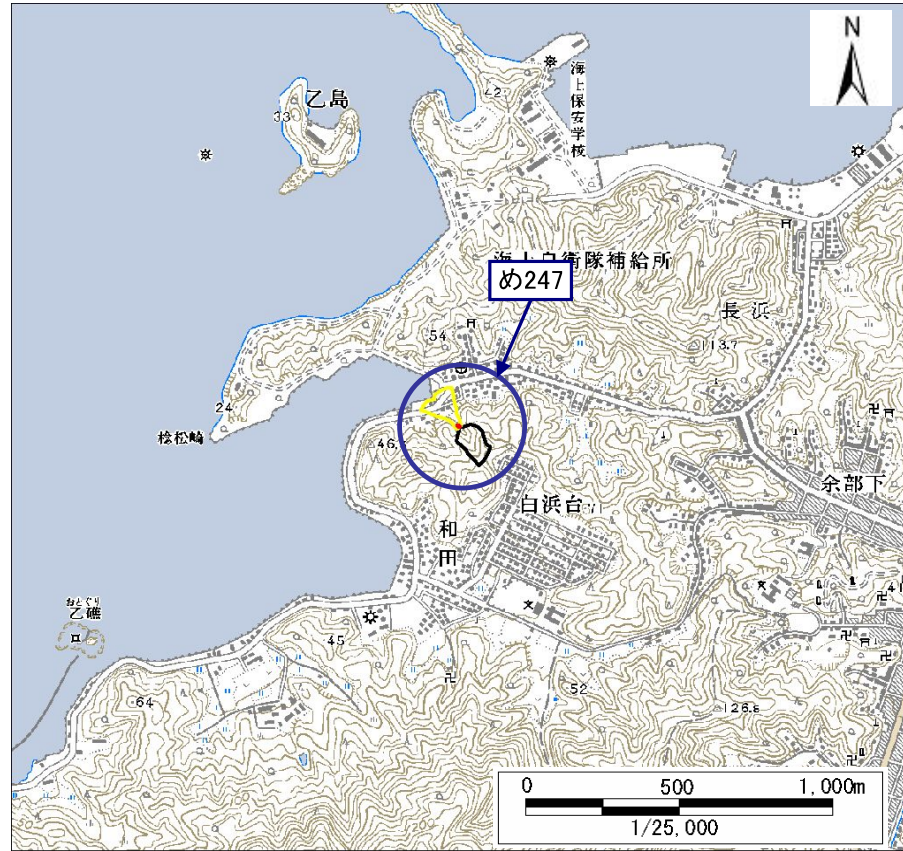 N
乙島
33
42
海上保安学校
海上自衛隊補給所
め247
長浜
54
113.7
24
桧松崎
46
余部下
白浜台
和田
おとぐり
乙礁
45
52
64
126.8
0 500 1,000m
1/25,000